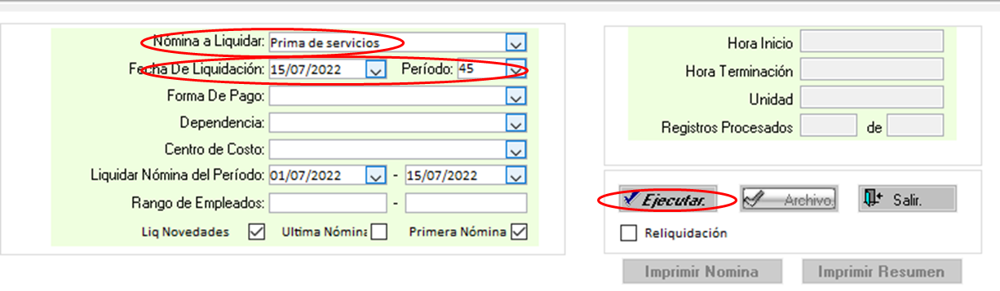 Nómina a Liquidar: Prima de servicios
Fecha De Liquidación: 15/07/2022 Período: 45
Forma De Pago:
Dependencia:
Centro de Costo:
Liquidar Nómina del Período: 01/07/2022 - 15/07/2022
Rango de Empleados: -
Liq Novedades Ultima Nómina Primera Nómina
Hora Inicio
Hora Terminación
Unidad
Registros Procesados de
Ejecutar. Archivo. Salir.
Reliquidación
Imprimir Nomina Imprimir Resumen